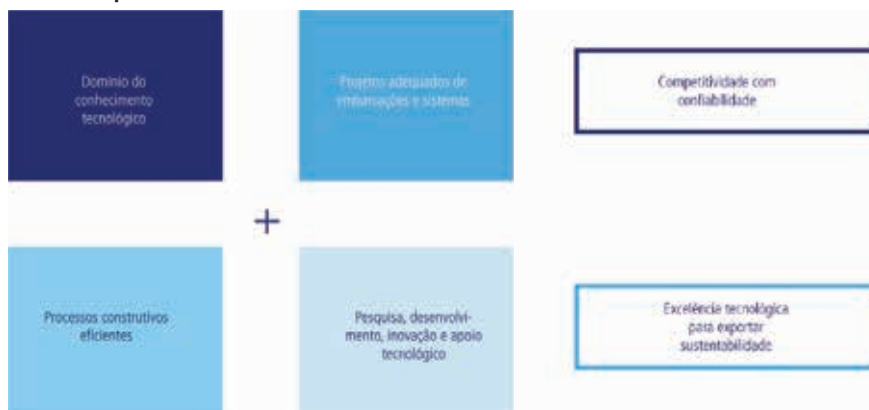 Domínio do
conhecimento
tecnológico
Projetos adequados de
embarcações e sistemas
Competitividade com
confiabilidade
+
Processos construtivos
eficientes
Pesquisa, desenvolvi-
mento, inovação e apoio
tecnológico
Excelência tecnológica
para exportar
sustentabilidade